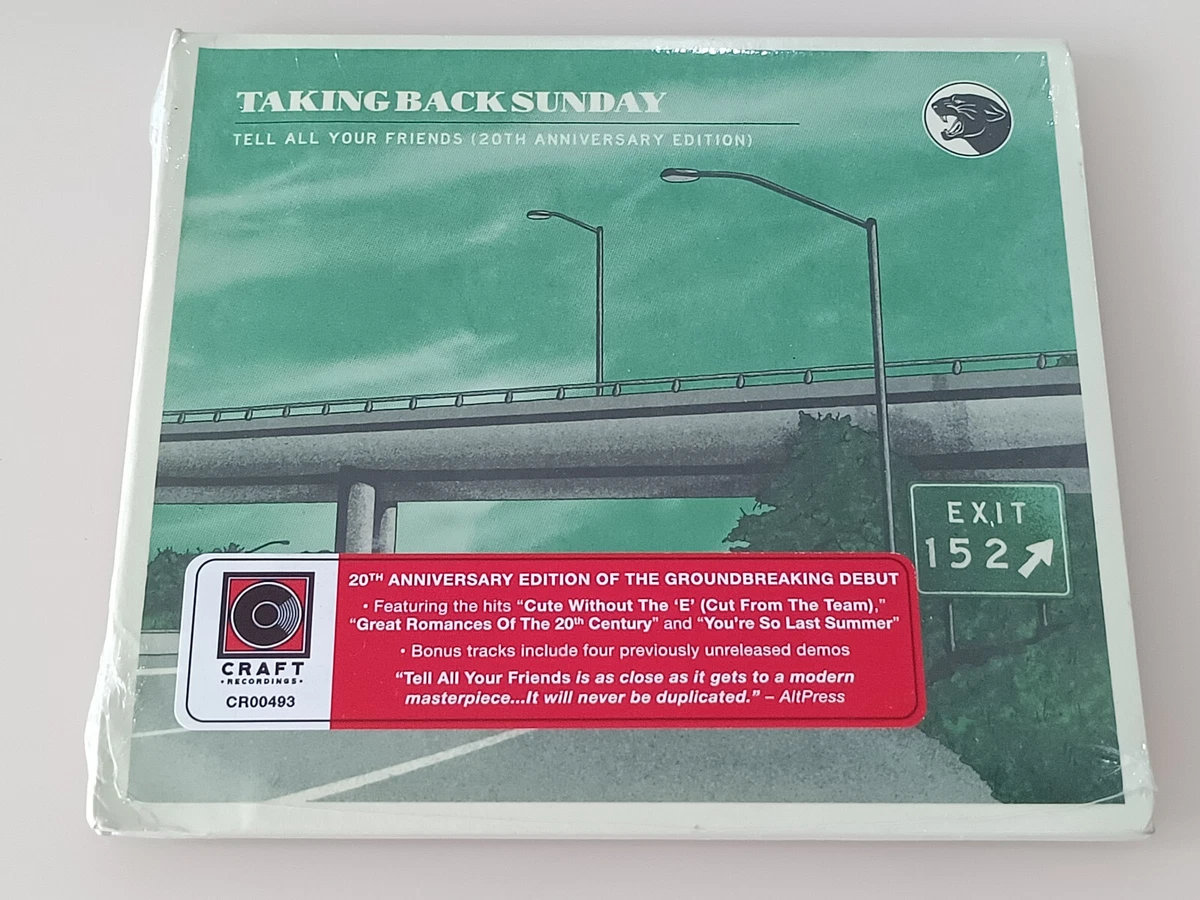 TAKING BACK SUNDAY
TELL ALL YOUR FRIENDS (20TH ANNIVERSARY EDITION)
EXIT
152
20TH ANNIVERSARY EDITION OF THE GROUNDBREAKING DEBUT
• Featuring the hits “Cute Without The ‘E’ (Cut From The Team),”
“Great Romances Of The 20th Century” and “You’re So Last Summer”
• Bonus tracks include four previously unreleased demos
“Tell All Your Friends is as close as it gets to a modern
masterpiece...It will never be duplicated.” – AltPress
CRAFT
• RECORDINGS •
CR00493